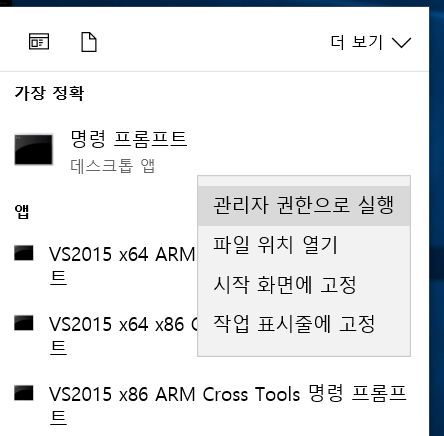 더 보기
가장 정확
명령 프롬프트
데스크톱 앱
관리자 권한으로 실행
앱
파일 위치 열기
VS2015 x64 ARM
트
시작 화면에 고정
작업 표시줄에 고정
VS2015 x64 x86
트
VS2015 x86 ARM Cross Tools 명령 프롬프
트